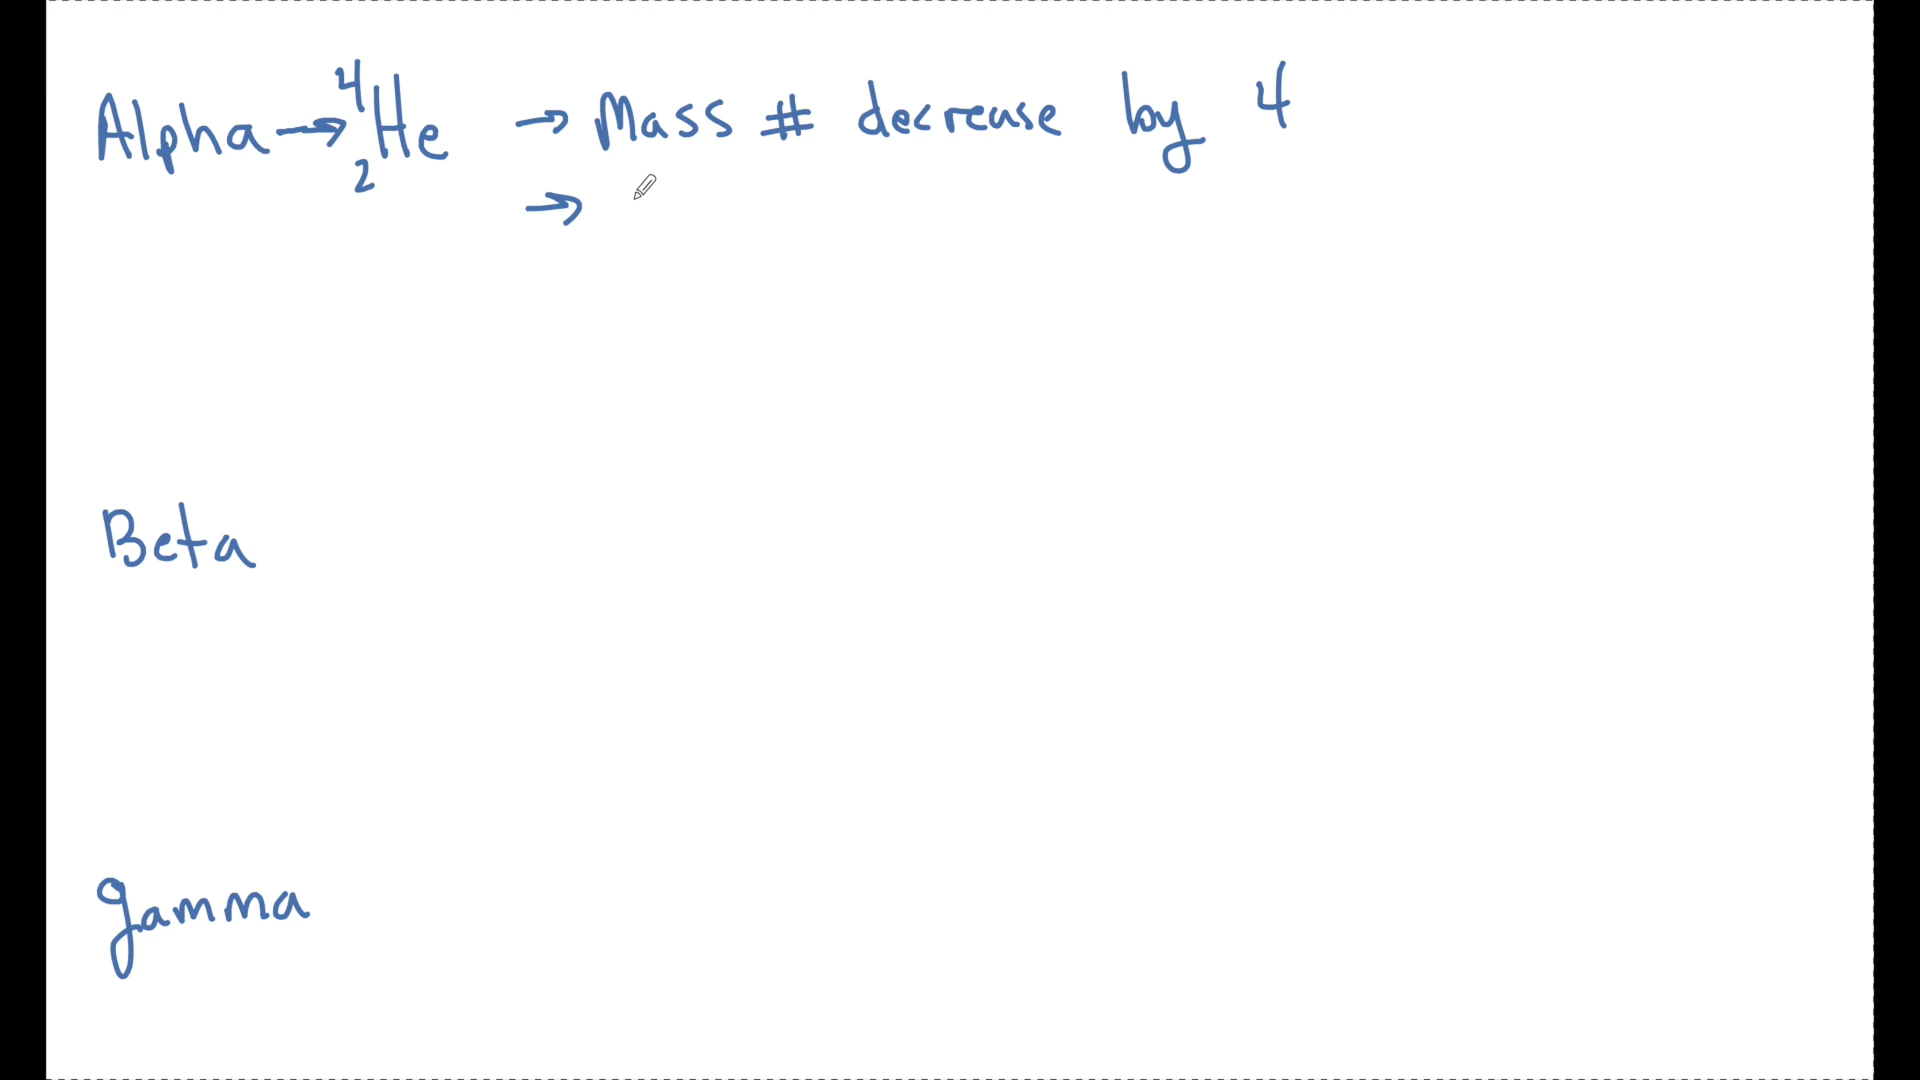 Alpha → ⁴₂He → Mass # decrease by 4
→
Beta
gamma